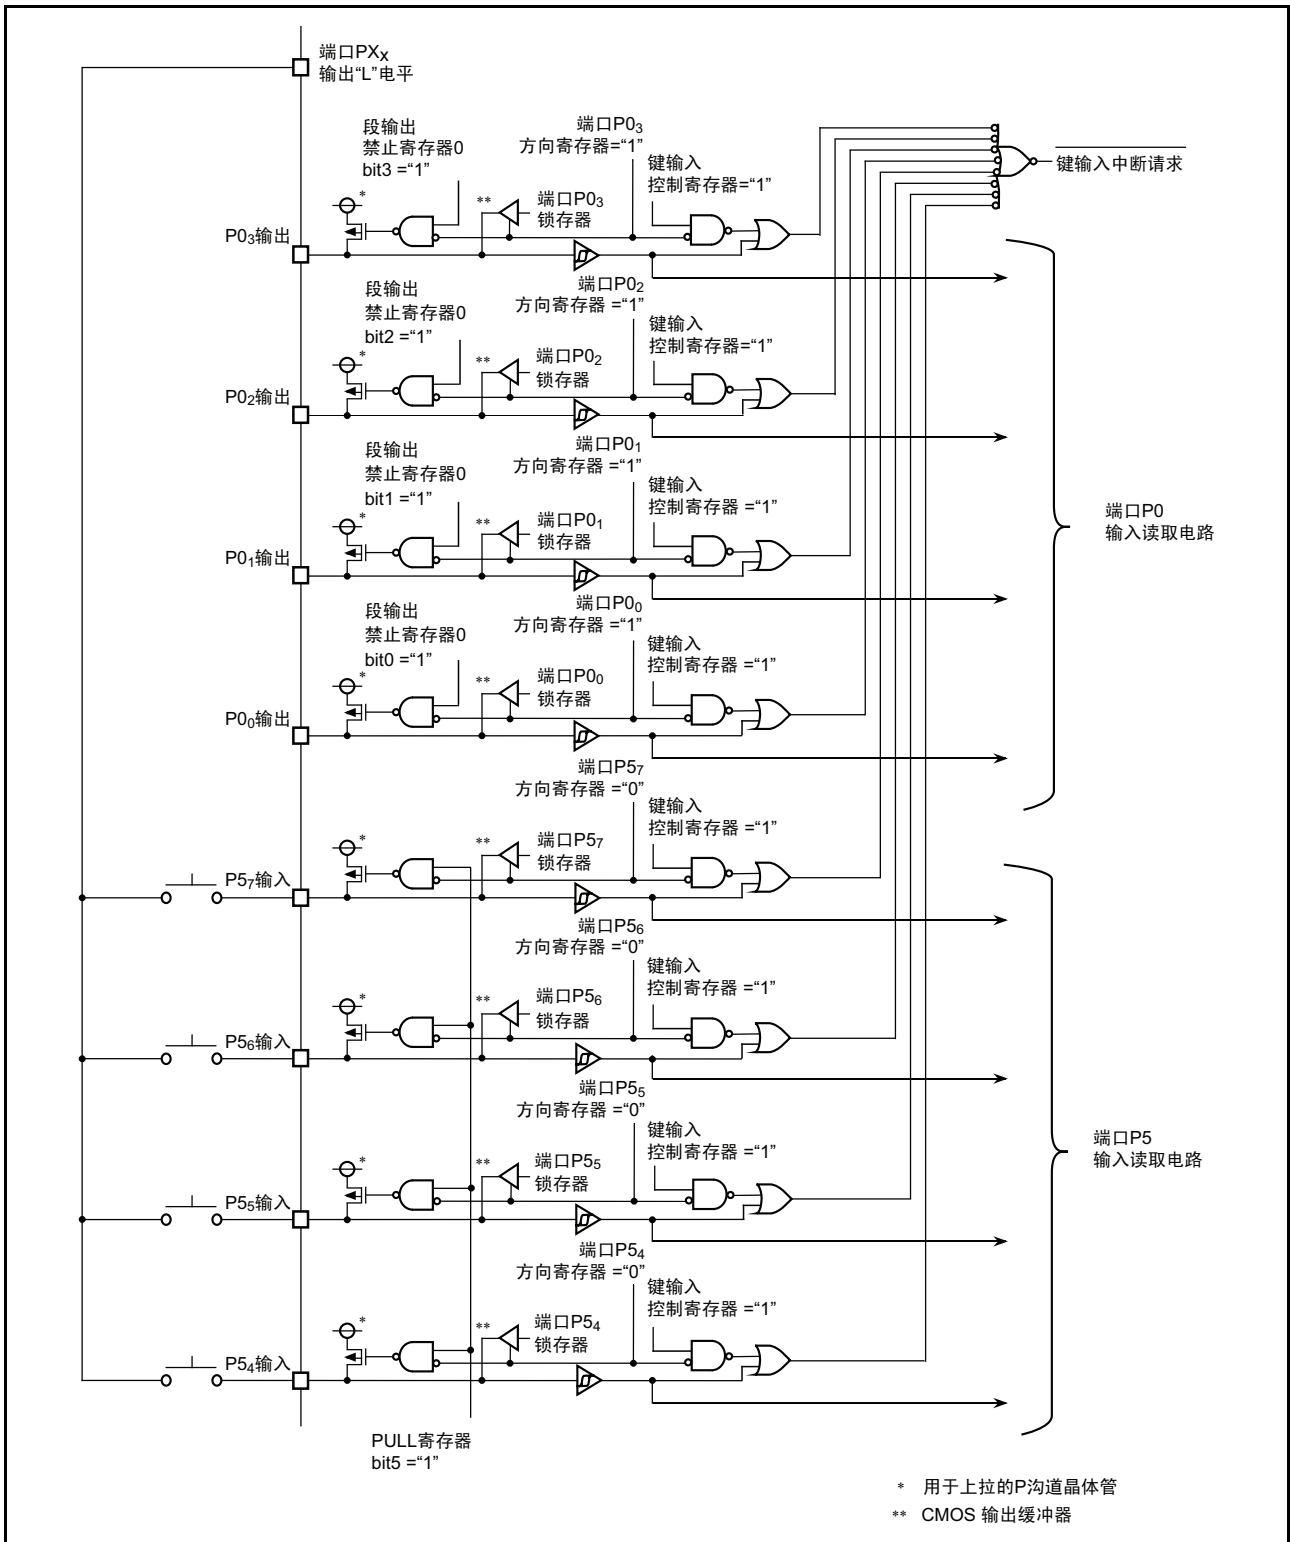 端口PXx
输出“L”电平
段输出
禁止寄存器0
bit3 =“1”
端口P03
方向寄存器=“1”
键输入
控制寄存器=“1”
键输入中断请求
*
**
端口P03
锁存器
P03输出
段输出
禁止寄存器0
bit2 =“1”
端口P02
方向寄存器 =“1”
键输入
控制寄存器=“1”
*
**
端口P02
锁存器
P02输出
段输出
禁止寄存器0
bit1 =“1”
端口P01
方向寄存器 =“1”
键输入
控制寄存器 =“1”
*
**
端口P01
锁存器
P01输出
端口P0
输入读取电路
段输出
禁止寄存器0
bit0 =“1”
端口P00
方向寄存器 =“1”
键输入
控制寄存器 =“1”
*
**
端口P00
锁存器
P00输出
端口P57
方向寄存器 =“0”
键输入
控制寄存器 =“1”
*
**
端口P57
锁存器
P57输入
端口P56
方向寄存器 =“0”
键输入
控制寄存器 =“1”
*
**
端口P56
锁存器
P56输入
端口P55
方向寄存器 =“0”
键输入
控制寄存器 =“1”
*
**
端口P55
锁存器
P55输入
端口P5
输入读取电路
端口P54
方向寄存器 =“0”
键输入
控制寄存器 =“1”
*
**
端口P54
锁存器
P54输入
PULL寄存器
bit5 =“1”
* 用于上拉的P沟道晶体管
** CMOS 输出缓冲器